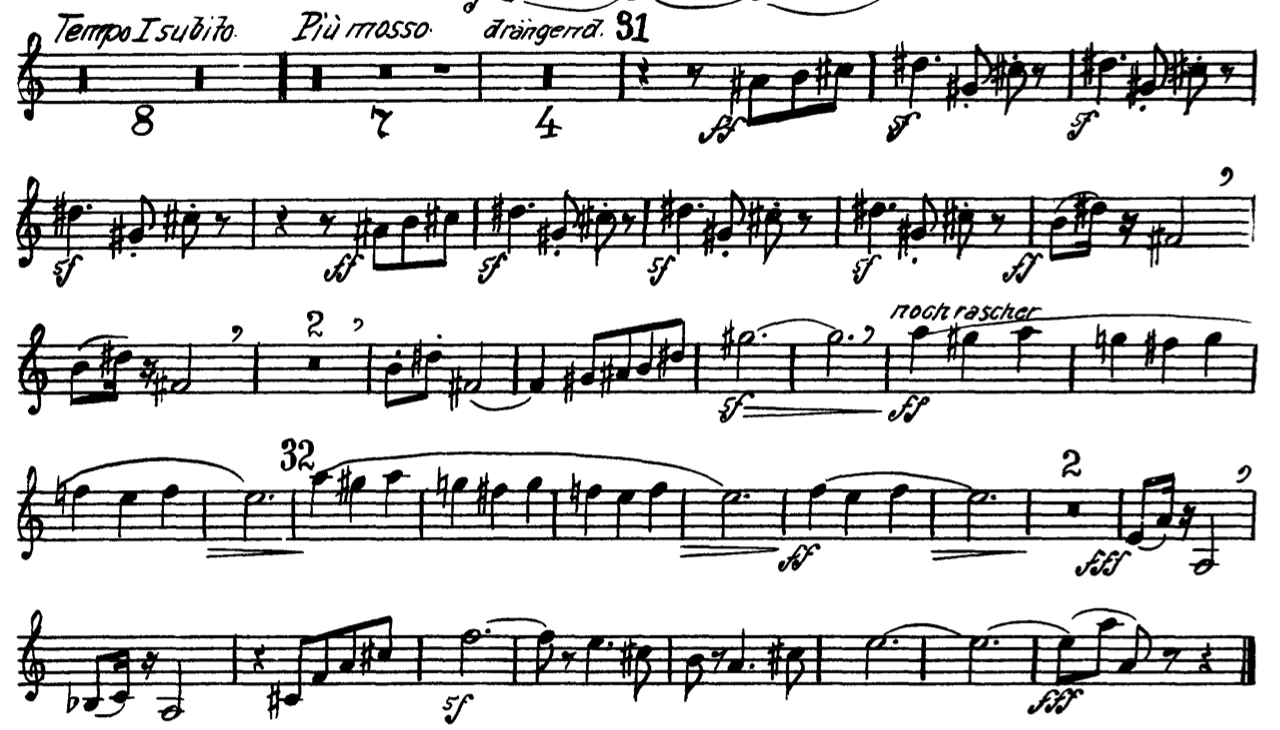 Tempo I subito. Più mosso. drängend. 31
8 7 4
ff sf sf
sf ff sf sf sf ff
2 noch rascher
sf ff
32 2
ff fff
sf fff